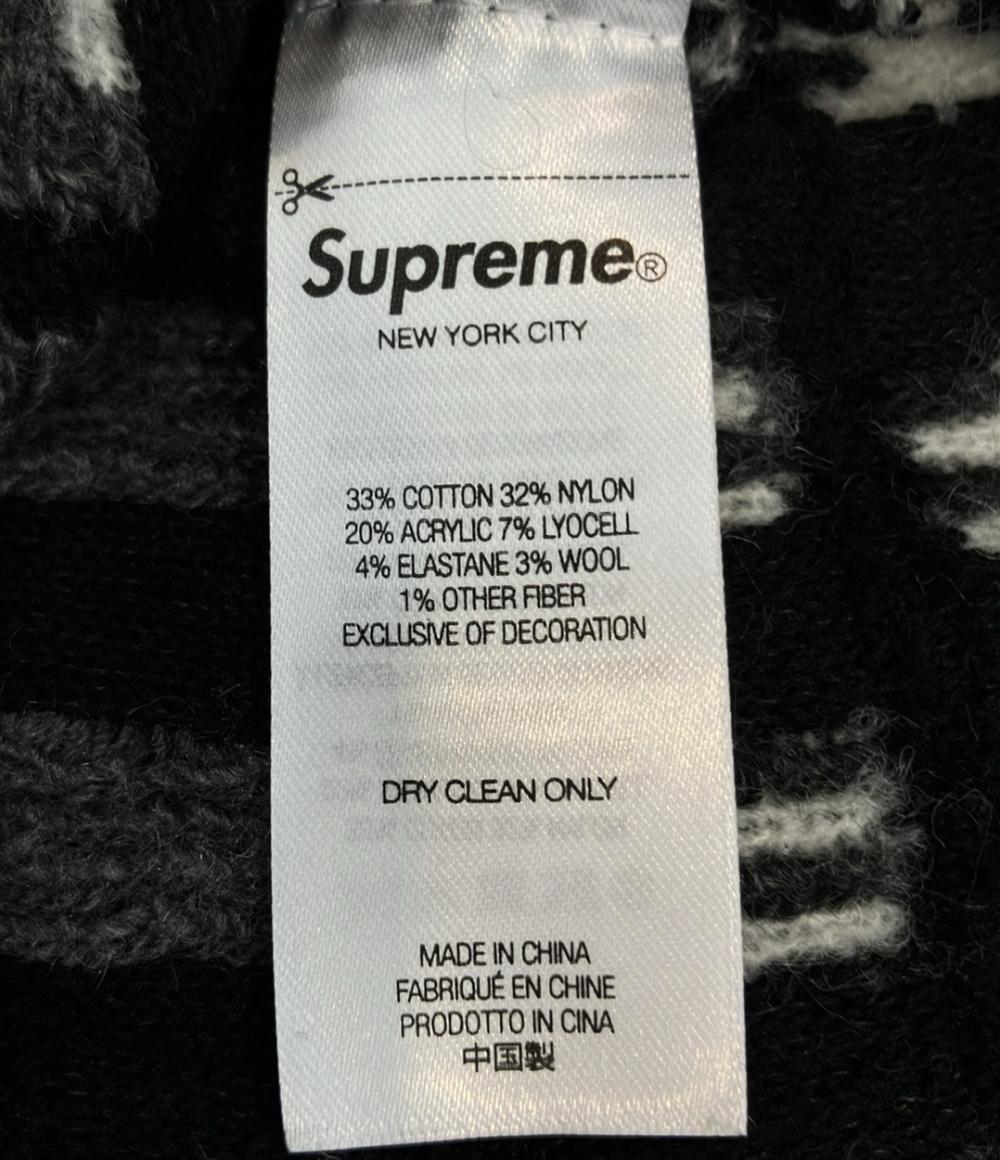 Supreme®
NEW YORK CITY
33% COTTON 32% NYLON
20% ACRYLIC 7% LYOCELL
4% ELASTANE 3% WOOL
1% OTHER FIBER
EXCLUSIVE OF DECORATION
DRY CLEAN ONLY
MADE IN CHINA
FABRIQUÉ EN CHINE
PRODOTTO IN CINA
中国製